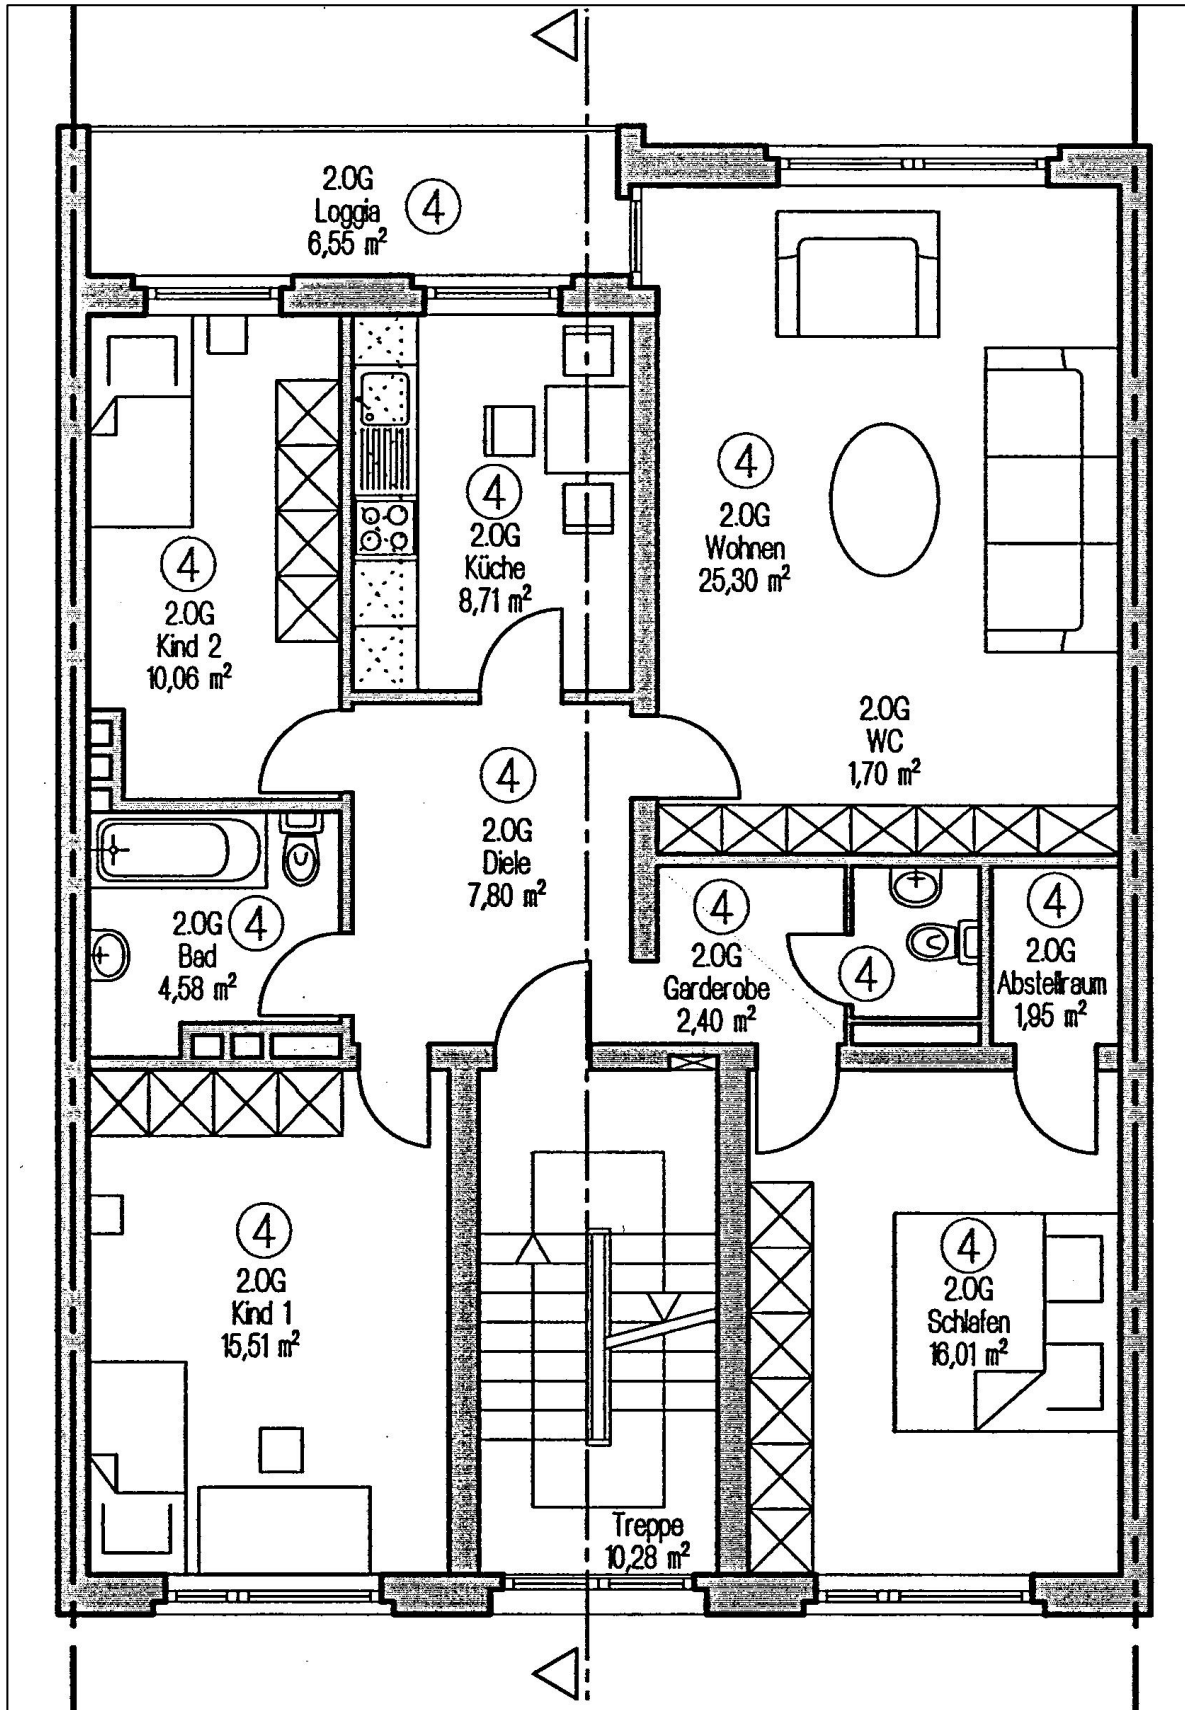 2.OG
Loggia
6,55 m²
4
4
2.OG
Wohnen
25,30 m²
4
2.OG
Küche
8,71 m²
4
2.OG
Kind 2
10,06 m²
2.OG
WC
1,70 m²
4
2.OG
Diele
7,80 m²
4
2.OG
Bad
4,58 m²
4
2.OG
Garderobe
2,40 m²
4
4
2.OG
Abstellraum
1,95 m²
4
2.OG
Kind 1
15,51 m²
4
2.OG
Schlafen
16,01 m²
Treppe
10,28 m²